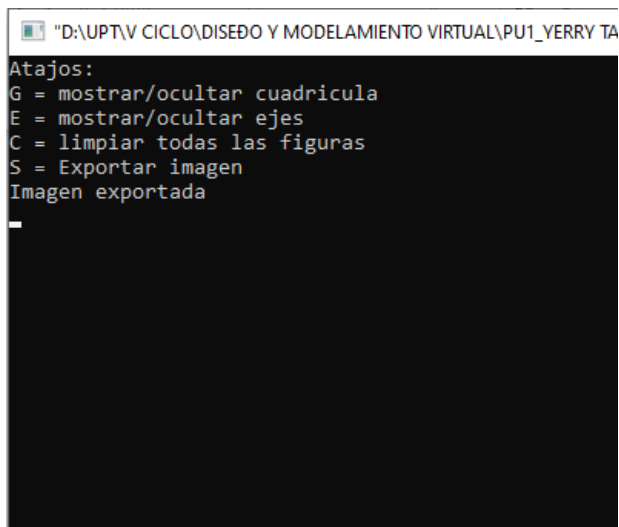 "D:\UPT\V CICLO\DISEÐO Y MODELAMIENTO VIRTUAL\PU1_YERRY TA
Atajos:
G = mostrar/ocultar cuadricula
E = mostrar/ocultar ejes
C = limpiar todas las figuras
S = Exportar imagen
Imagen exportada